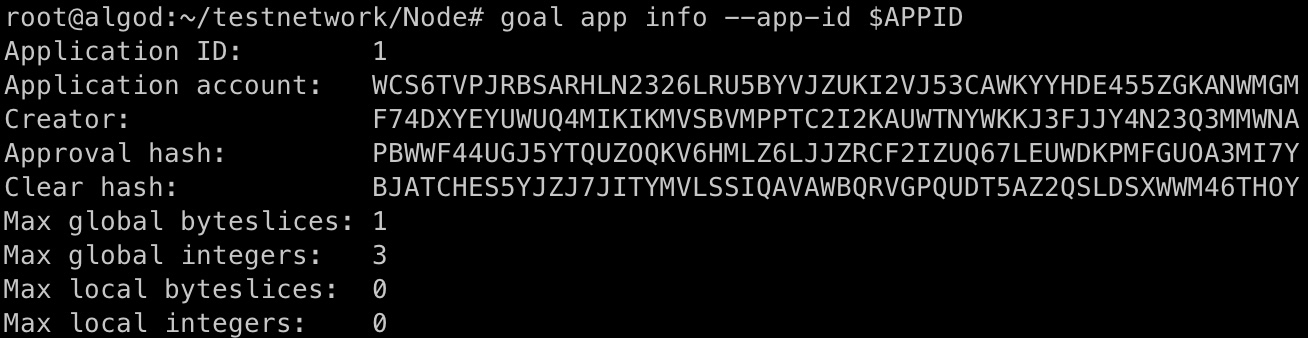 root@algod:~/testnetwork/Node# goal app info --app-id $APPID
Application ID:        1
Application account:   WCS6TVPJRBSARHLN2326LRU5BYVJZUKI2VJ53CAWKYYHDE455ZGKANWMGM
Creator:               F74DXYEYUWUQ4MIKIKMVSBVMPPTC2I2KAUWTNYWKKJ3FJJY4N23Q3MMWNA
Approval hash:         PBWWF44UGJ5YTQUZOQKV6HMLZ6LJJZRCF2IZUQ67LEUWDKPMFGUOA3MI7Y
Clear hash:            BJATCHES5YJZJ7JITYMVLSSIQAVAWBQRVGPQUDT5AZ2QSLDSXWWM46THOY
Max global byteslices: 1
Max global integers:   3
Max local byteslices:  0
Max local integers:    0